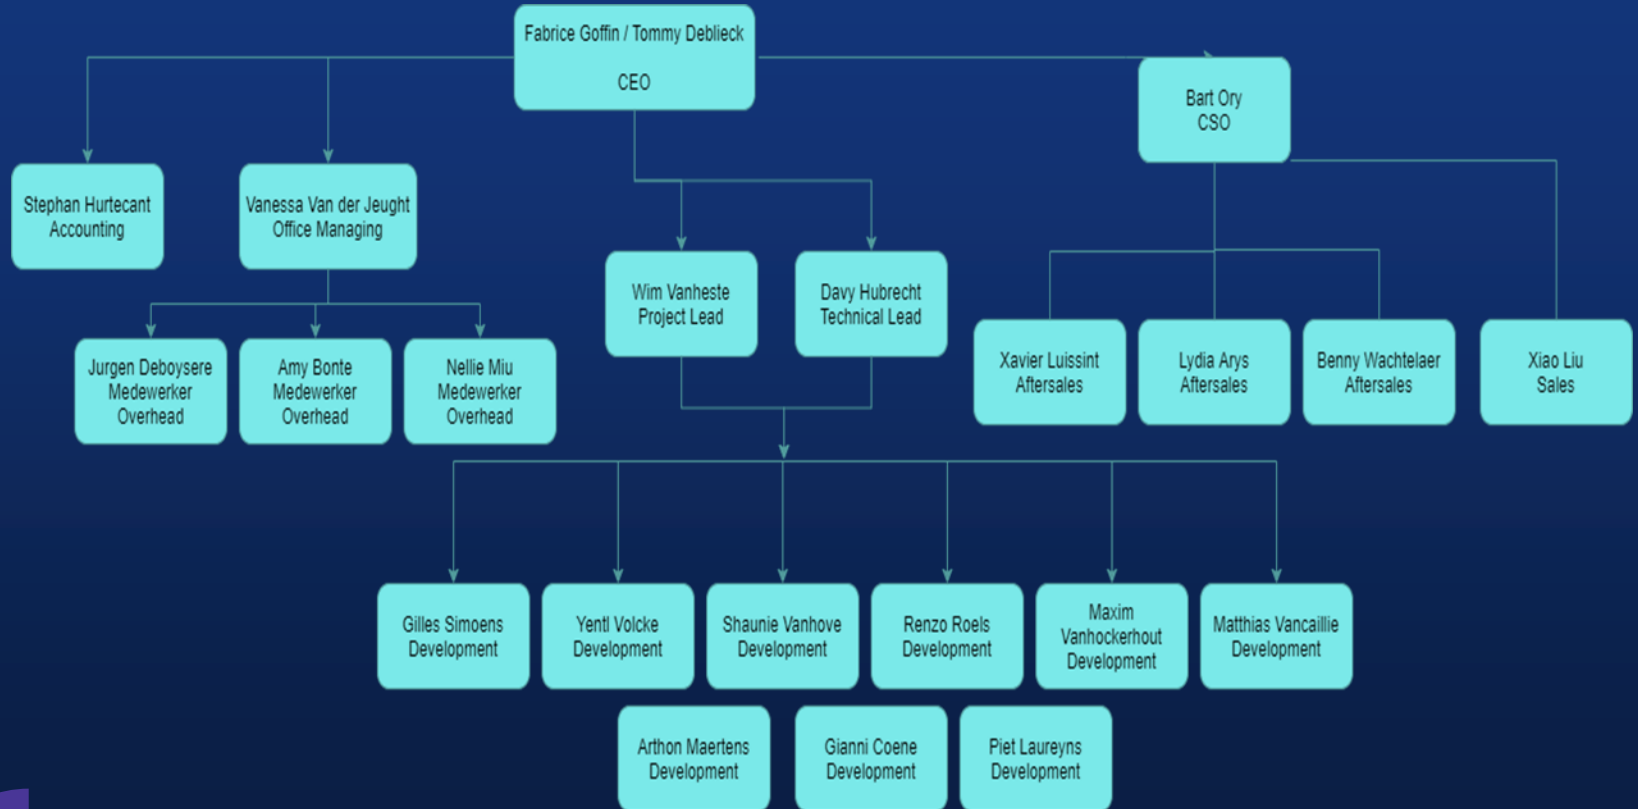 Fabrice Goffin / Tommy Deblieck
CEO
Bart Ory
CSO
Stephan Hurtecant
Accounting
Vanessa Van der Jeught
Office Managing
Wim Vanheste
Project Lead
Davy Hubrecht
Technical Lead
Jurgen Deboysere
Medewerker
Overhead
Amy Bonte
Medewerker
Overhead
Nellie Miu
Medewerker
Overhead
Xavier Luissint
Aftersales
Lydia Arys
Aftersales
Benny Wachtelaer
Aftersales
Xiao Liu
Sales
Gilles Simoens
Development
Yentl Volcke
Development
Shaunie Vanhove
Development
Renzo Roels
Development
Maxim
Vanhockerhout
Development
Matthias Vancaillie
Development
Arthon Maertens
Development
Gianni Coene
Development
Piet Laureyns
Development